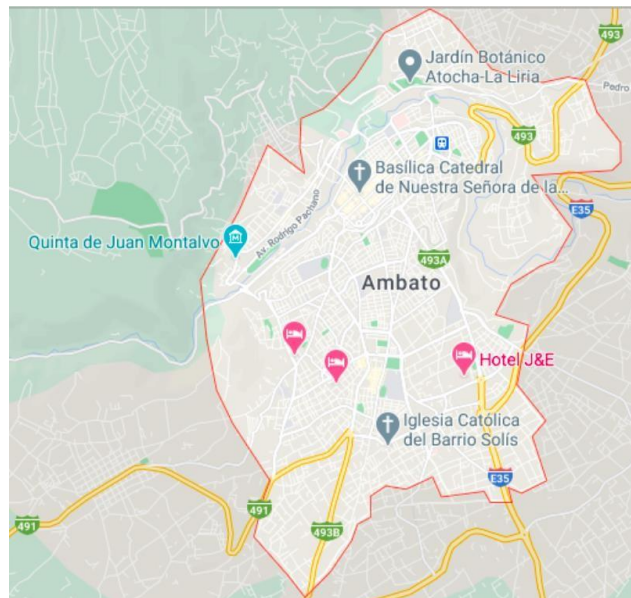 493
Jardín Botánico
Atocha-La Liria
Pedro
493
Basílica Catedral
de Nuestra Señora de la...
E35
Av. Rodrigo Pachano
Quinta de Juan Montalvo
493A
Ambato
Hotel J&E
Iglesia Católica
del Barrio Solís
E35
491
491
493B